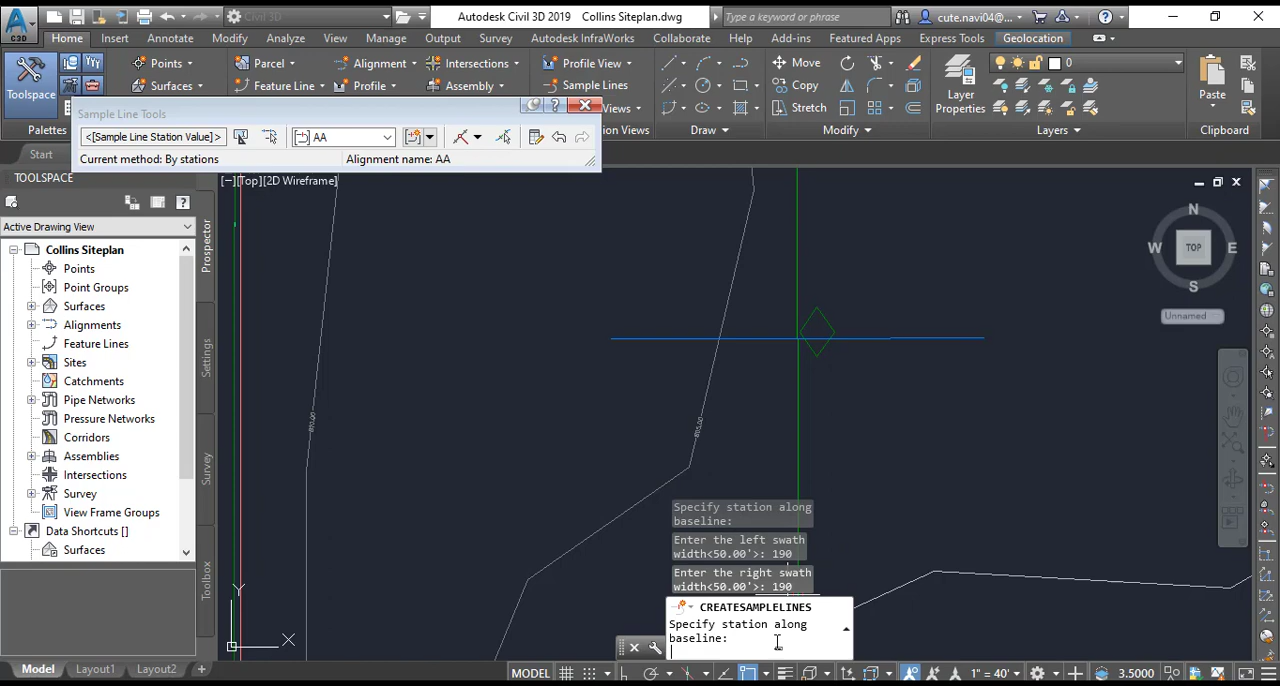 A
C3D
Civil 3D
Autodesk Civil 3D 2019 Collins Siteplan.dwg
Type a keyword or phrase
cute.navi04@...
Home Insert Annotate Modify Analyze View Manage Output Survey Autodesk InfraWorks Collaborate Help Add-ins Featured Apps Express Tools Geolocation
Toolspace
Palettes
Points
Surfaces
Parcel
Feature Line
Alignment
Profile
Intersections
Assembly
Profile View
Sample Lines
Views
ion Views
Draw
Move
Copy
Stretch
Modify
Layer
Properties
0
Layers
Paste
Clipboard
Sample Line Tools
<[Sample Line Station Value]>
AA
Current method: By stations Alignment name: AA
Start
TOOLSPACE
Active Drawing View
Collins Siteplan
Points
Point Groups
Surfaces
Alignments
Feature Lines
Sites
Catchments
Pipe Networks
Pressure Networks
Corridors
Assemblies
Intersections
Survey
View Frame Groups
Data Shortcuts []
Surfaces
Prospector
Settings
Survey
Toolbox
[−][Top][2D Wireframe]
N
W
TOP
E
S
Unnamed
Y
X
Specify station along
baseline:
Enter the left swath
width<50.00'>: 190
Enter the right swath
width<50.00'>: 190
CREATESAMPLELINES
Specify station along
baseline:
Model Layout1 Layout2 +
MODEL
1" = 40'
3.5000